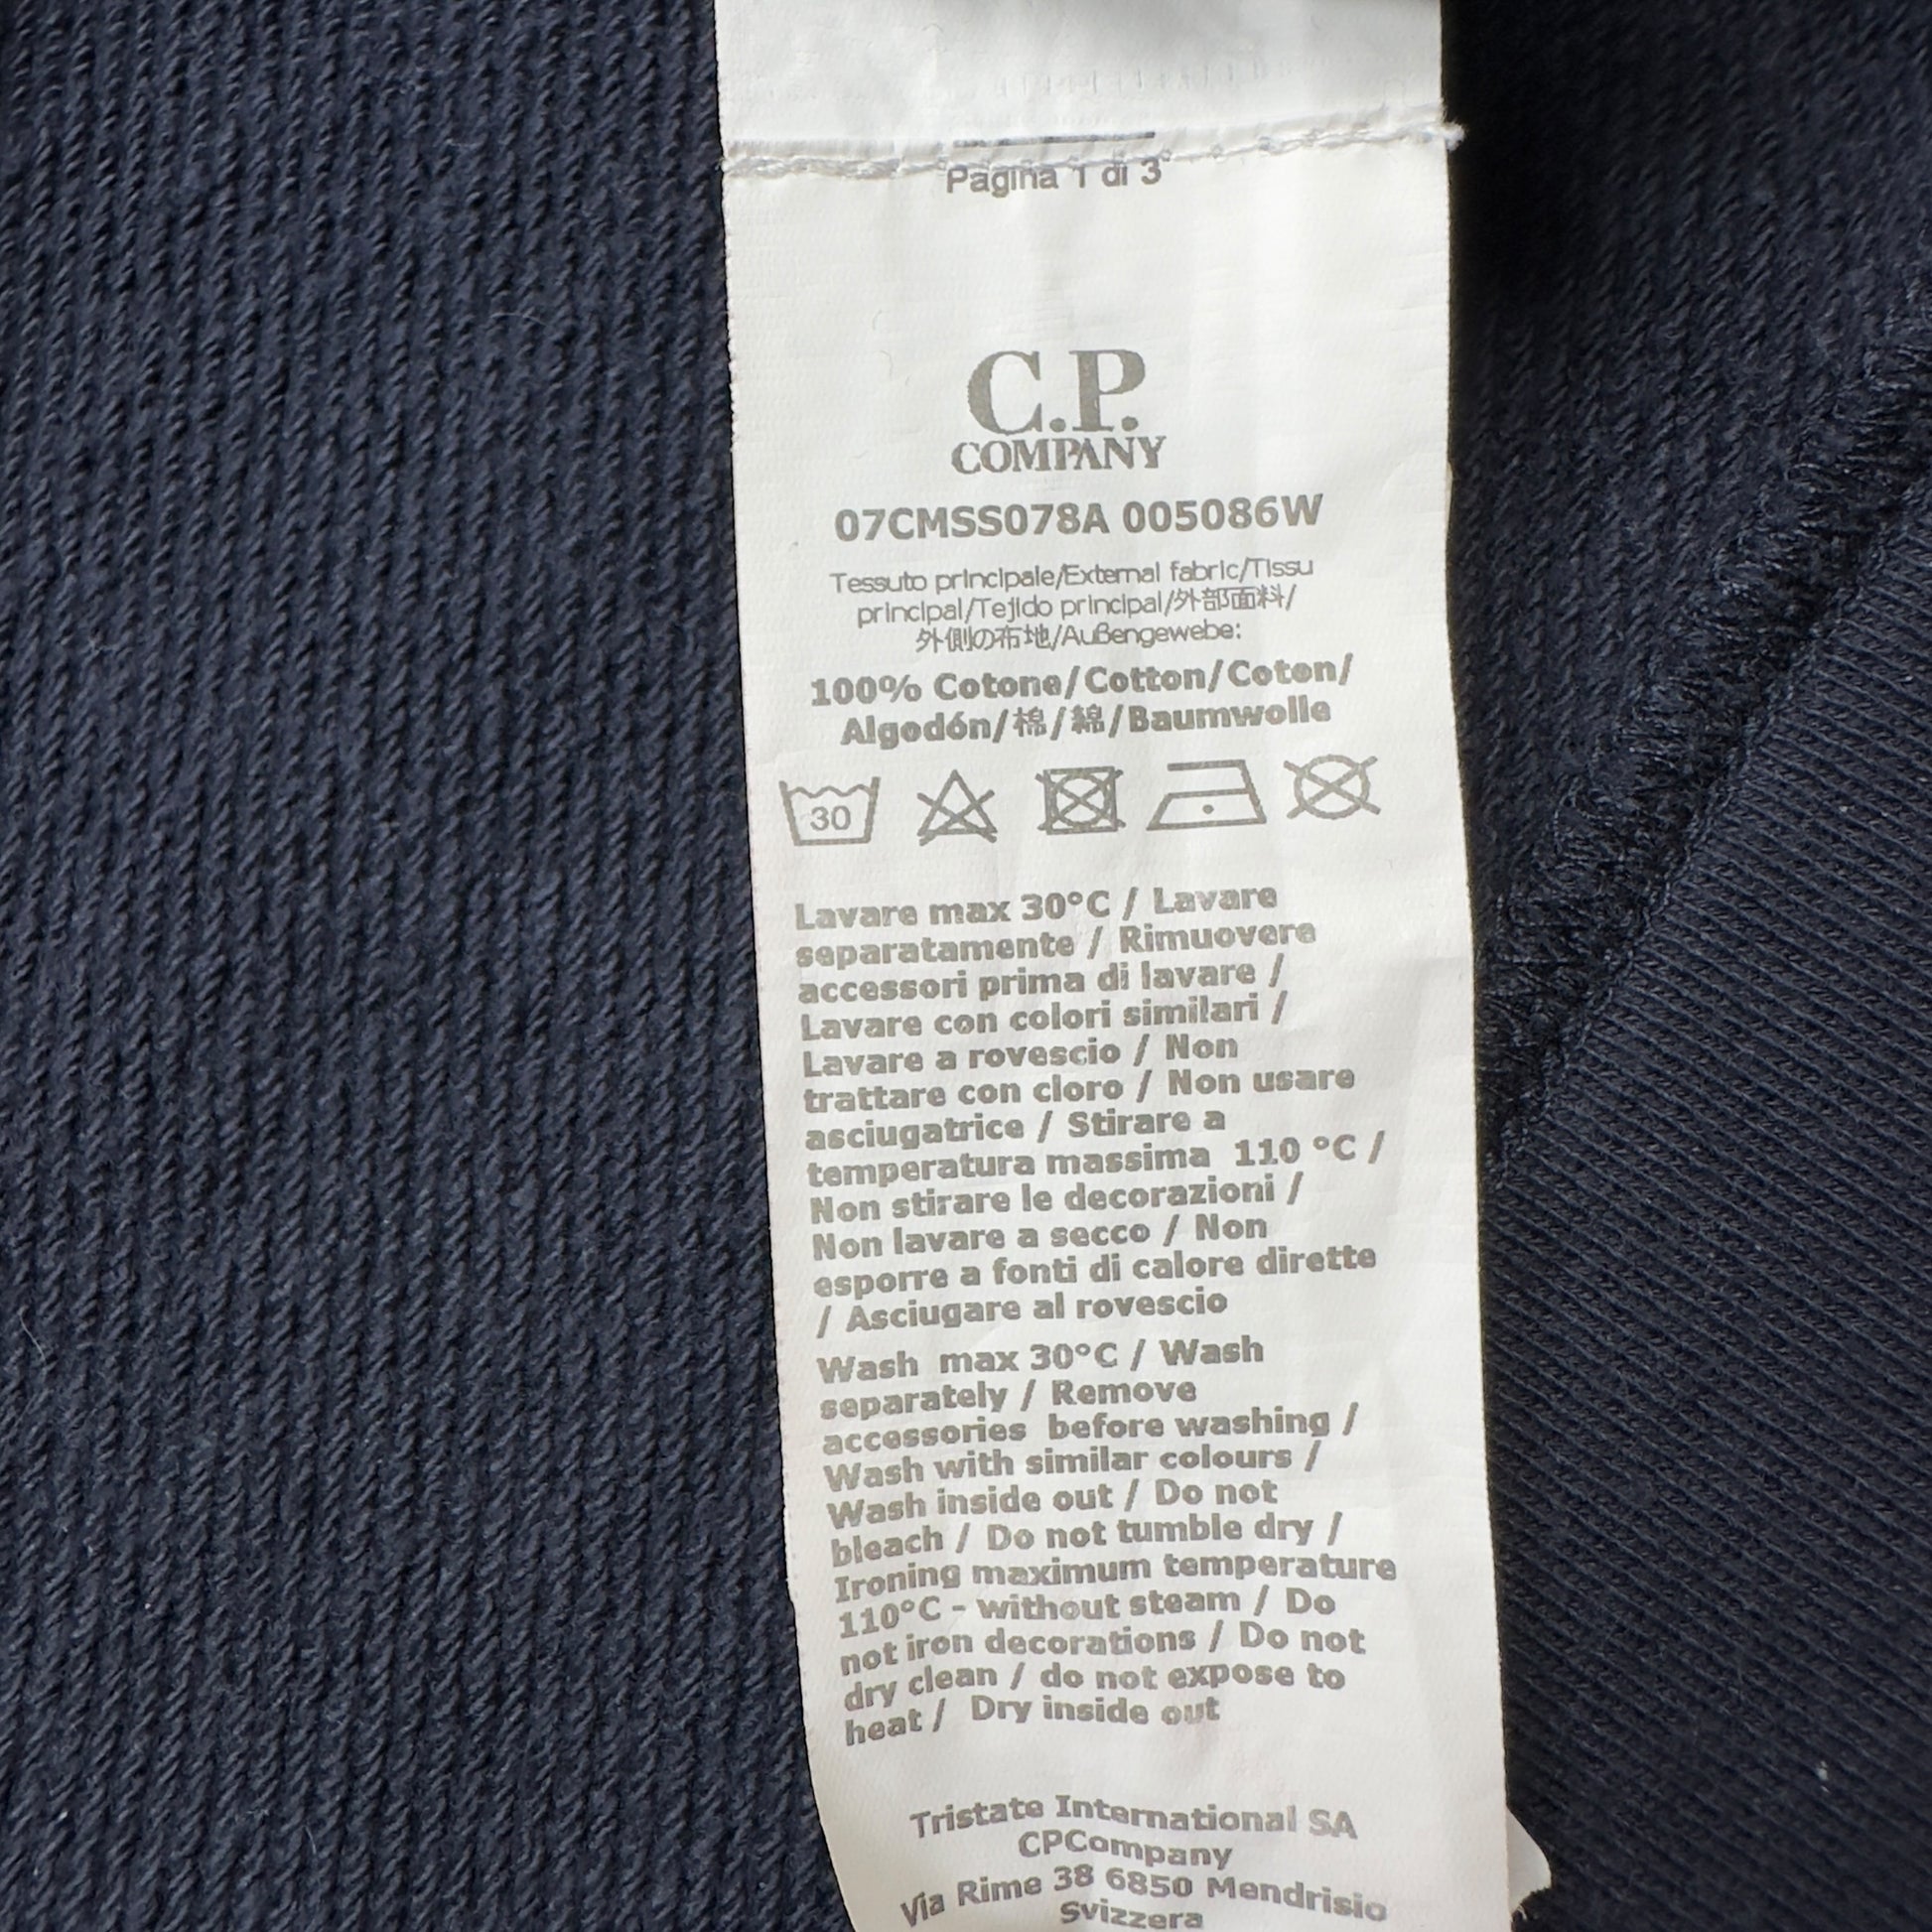 Pagina 1 di 3
C.P.
COMPANY
07CMSS078A 005086W
Tessuto principale/External fabric/Tissu
principal/Tejido principal/外部面料/
外側の布地/Außengewebe:
100% Cotone/Cotton/Coton/
Algodón/棉/綿/Baumwolle
30
Lavare max 30°C / Lavare
separatamente / Rimuovere
accessori prima di lavare /
Lavare con colori similari /
Lavare a rovescio / Non
trattare con cloro / Non usare
asciugatrice / Stirare a
temperatura massima 110 °C /
Non stirare le decorazioni /
Non lavare a secco / Non
esporre a fonti di calore dirette
/ Asciugare al rovescio
Wash max 30°C / Wash
separately / Remove
accessories before washing /
Wash with similar colours /
Wash inside out / Do not
bleach / Do not tumble dry /
Ironing maximum temperature
110°C - without steam / Do
not iron decorations / Do not
dry clean / do not expose to
heat / Dry inside out
Tristate International SA
CPCompany
Via Rime 38 6850 Mendrisio
Svizzera